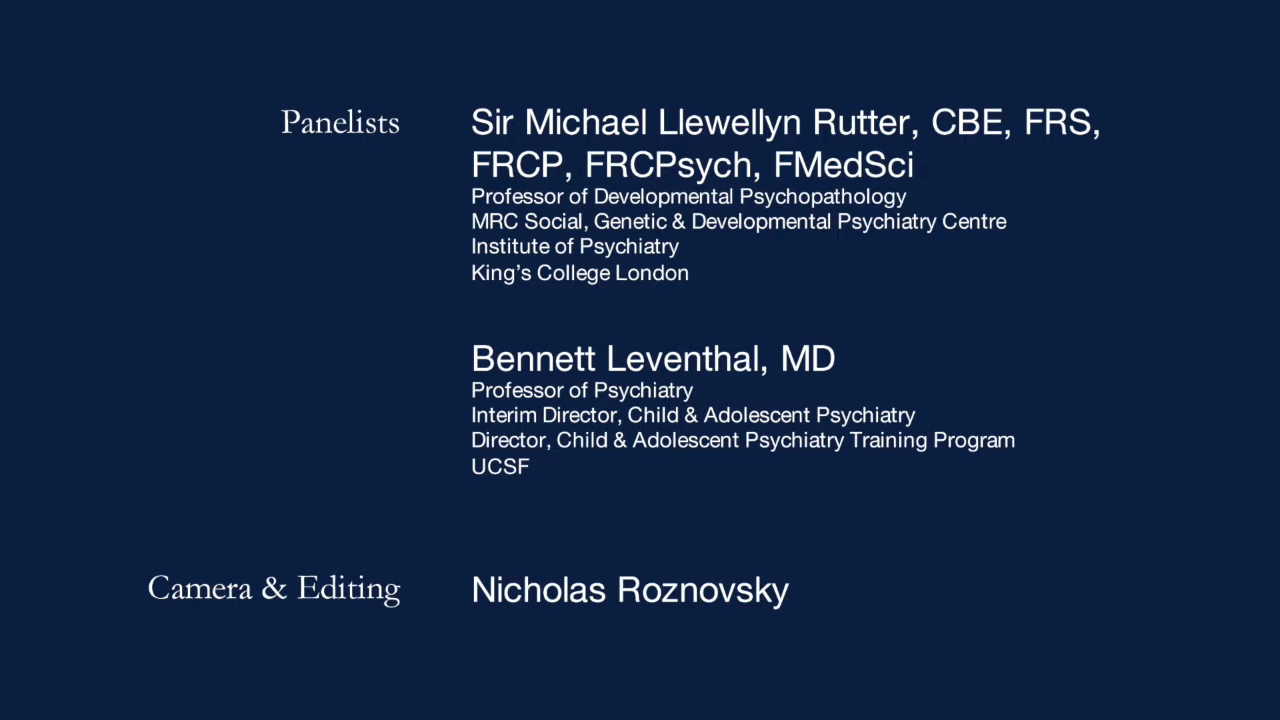 Panelists
Sir Michael Llewellyn Rutter, CBE, FRS,
FRCP, FRCPsych, FMedSci
Professor of Developmental Psychopathology
MRC Social, Genetic & Developmental Psychiatry Centre
Institute of Psychiatry
King’s College London
Bennett Leventhal, MD
Professor of Psychiatry
Interim Director, Child & Adolescent Psychiatry
Director, Child & Adolescent Psychiatry Training Program
UCSF
Camera & Editing
Nicholas Roznovsky